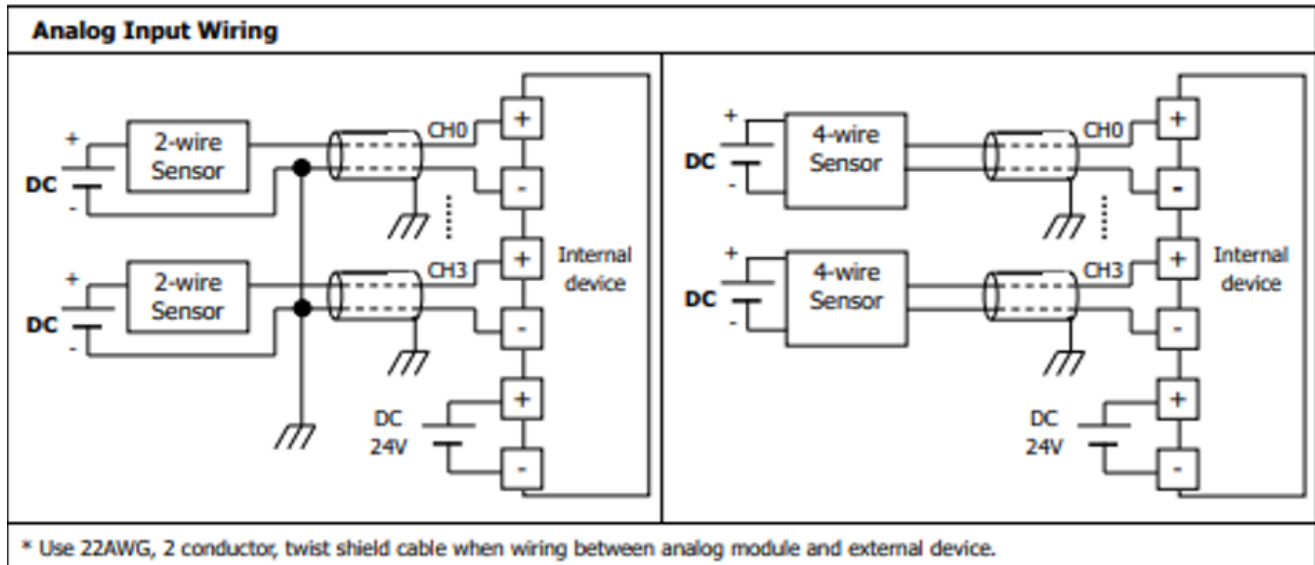 Analog Input Wiring
+
2-wire
Sensor
DC
-
CH0
+
-
+
2-wire
Sensor
DC
-
CH3
+
-
Internal
device
DC
24V
+
-
+
4-wire
Sensor
DC
-
CH0
+
-
+
4-wire
Sensor
DC
-
CH3
+
-
Internal
device
DC
24V
+
-
* Use 22AWG, 2 conductor, twist shield cable when wiring between analog module and external device.